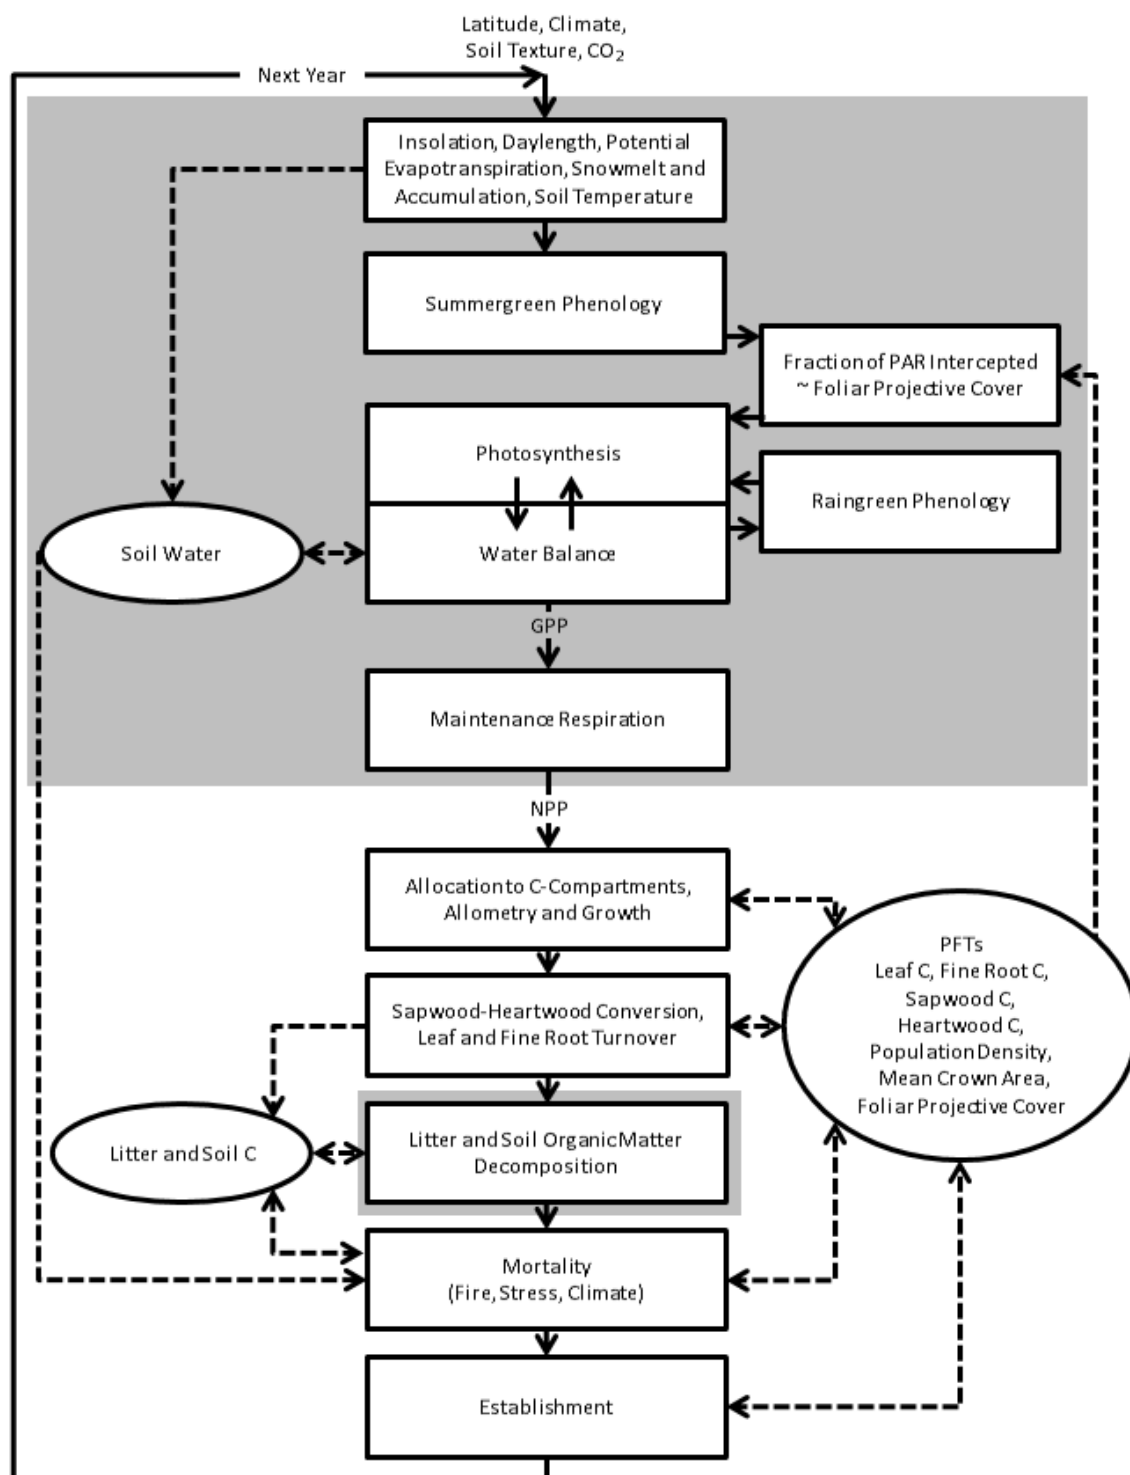 Latitude, Climate,
Soil Texture, CO₂
Next Year
Insolation, Daylength, Potential
Evapotranspiration, Snowmelt and
Accumulation, Soil Temperature
Summergreen Phenology
Fraction of PAR Intercepted
~ Foliar Projective Cover
Photosynthesis
Raingreen Phenology
Soil Water
Water Balance
GPP
Maintenance Respiration
NPP
Allocation to C-Compartments,
Allometry and Growth
PFTs
Leaf C, Fine Root C,
Sapwood C,
Heartwood C,
Population Density,
Mean Crown Area,
Foliar Projective Cover
Sapwood-Heartwood Conversion,
Leaf and Fine Root Turnover
Litter and Soil C
Litter and Soil Organic Matter
Decomposition
Mortality
(Fire, Stress, Climate)
Establishment